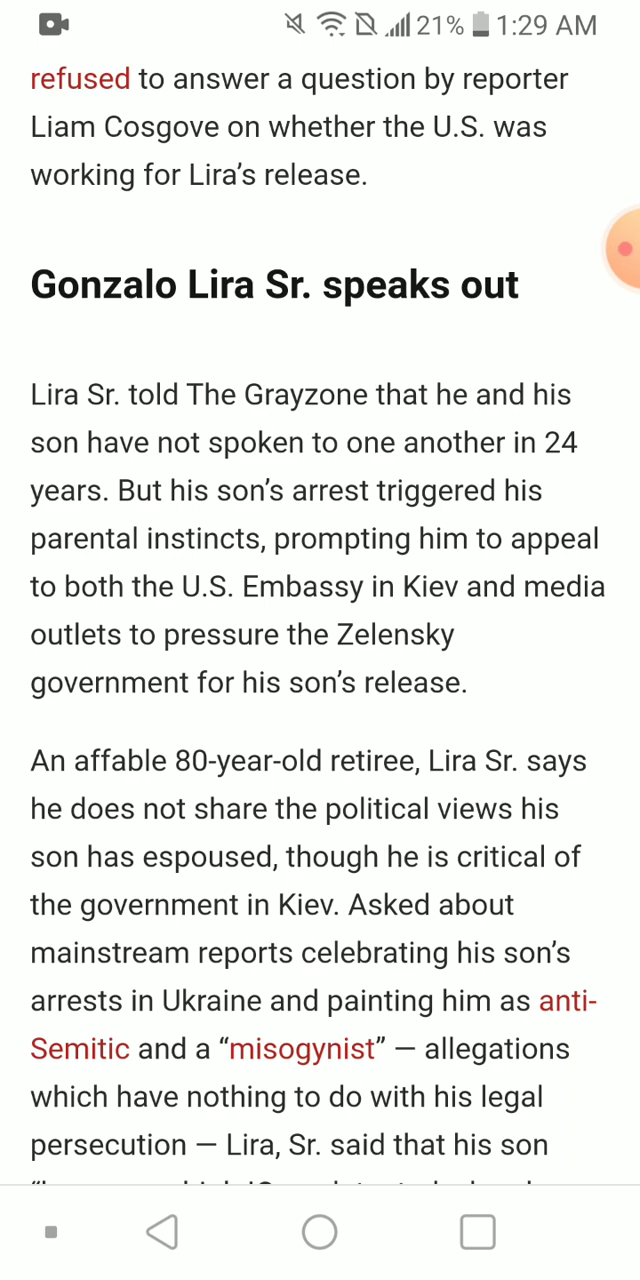 21% 1:29 AM
refused to answer a question by reporter
Liam Cosgove on whether the U.S. was
working for Lira’s release.
Gonzalo Lira Sr. speaks out
Lira Sr. told The Grayzone that he and his
son have not spoken to one another in 24
years. But his son’s arrest triggered his
parental instincts, prompting him to appeal
to both the U.S. Embassy in Kiev and media
outlets to pressure the Zelensky
government for his son’s release.
An affable 80-year-old retiree, Lira Sr. says
he does not share the political views his
son has espoused, though he is critical of
the government in Kiev. Asked about
mainstream reports celebrating his son’s
arrests in Ukraine and painting him as anti-
Semitic and a “misogynist” — allegations
which have nothing to do with his legal
persecution — Lira, Sr. said that his son